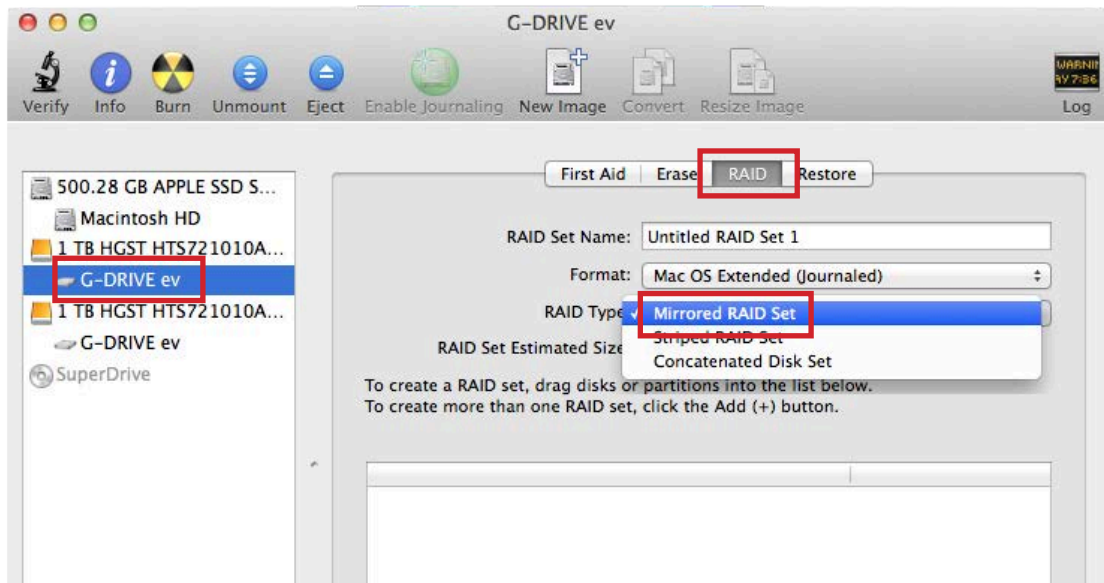 G-DRIVE ev
Verify Info Burn Unmount Eject Enable Journaling New Image Convert Resize Image Log
WARNIN
AY 7:36
First Aid Erase RAID Restore
500.28 GB APPLE SSD S...
Macintosh HD
1 TB HGST HTS721010A...
G-DRIVE ev
1 TB HGST HTS721010A...
G-DRIVE ev
SuperDrive
RAID Set Name: Untitled RAID Set 1
Format: Mac OS Extended (Journaled)
RAID Type ✓ Mirrored RAID Set
Striped RAID Set
Concatenated Disk Set
RAID Set Estimated Size
To create a RAID set, drag disks or partitions into the list below.
To create more than one RAID set, click the Add (+) button.